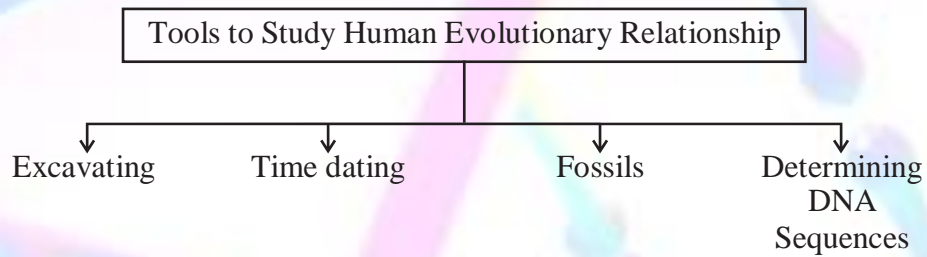 Tools to Study Human Evolutionary Relationship
Excavating
Time dating
Fossils
Determining
DNA
Sequences